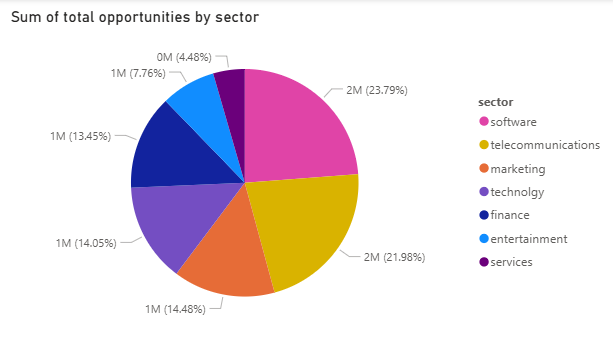 Sum of total opportunities by sector
0M (4.48%)
1M (7.76%)
2M (23.79%)
1M (13.45%)
1M (14.05%)
2M (21.98%)
1M (14.48%)
sector
software
telecommunications
marketing
technolgy
finance
entertainment
services